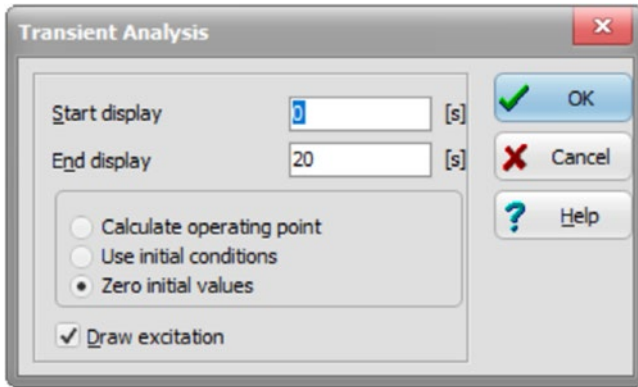 Transient Analysis
Start display 0 [s]
End display 20 [s]
Calculate operating point
Use initial conditions
Zero initial values
Draw excitation
OK
Cancel
Help